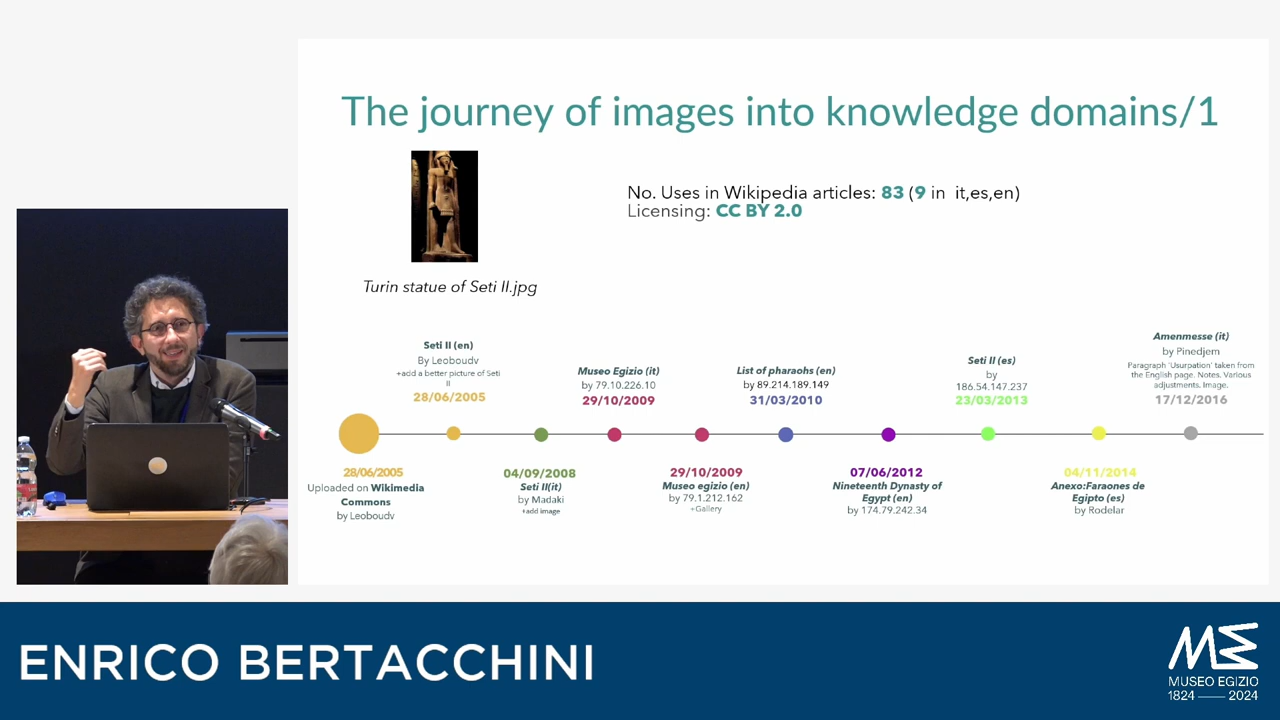 The journey of images into knowledge domains/1
No. Uses in Wikipedia articles: 83 (9 in it,es,en)
Licensing: CC BY 2.0
Turin statue of Seti II.jpg
Seti II (en)
By Leoboudv
+add a better picture of Seti
II
28/06/2005
Museo Egizio (it)
by 79.10.226.10
29/10/2009
List of pharaohs (en)
by 89.214.189.149
31/03/2010
Seti II (es)
by
186.54.147.237
23/03/2013
Amenmesse (it)
by Pinedjem
Paragraph 'Usurpation' taken from
the English page. Notes. Various
adjustments. Image.
17/12/2016
28/06/2005
Uploaded on Wikimedia
Commons
by Leoboudv
04/09/2008
Seti II(it)
by Madaki
+add image
29/10/2009
Museo egizio (en)
by 79.1.212.162
+Gallery
07/06/2012
Nineteenth Dynasty of
Egypt (en)
by 174.79.242.34
04/11/2014
Anexo:Faraones de
Egipto (es)
by Rodelar
ENRICO BERTACCHINI
ME
MUSEO EGIZIO
1824 — 2024